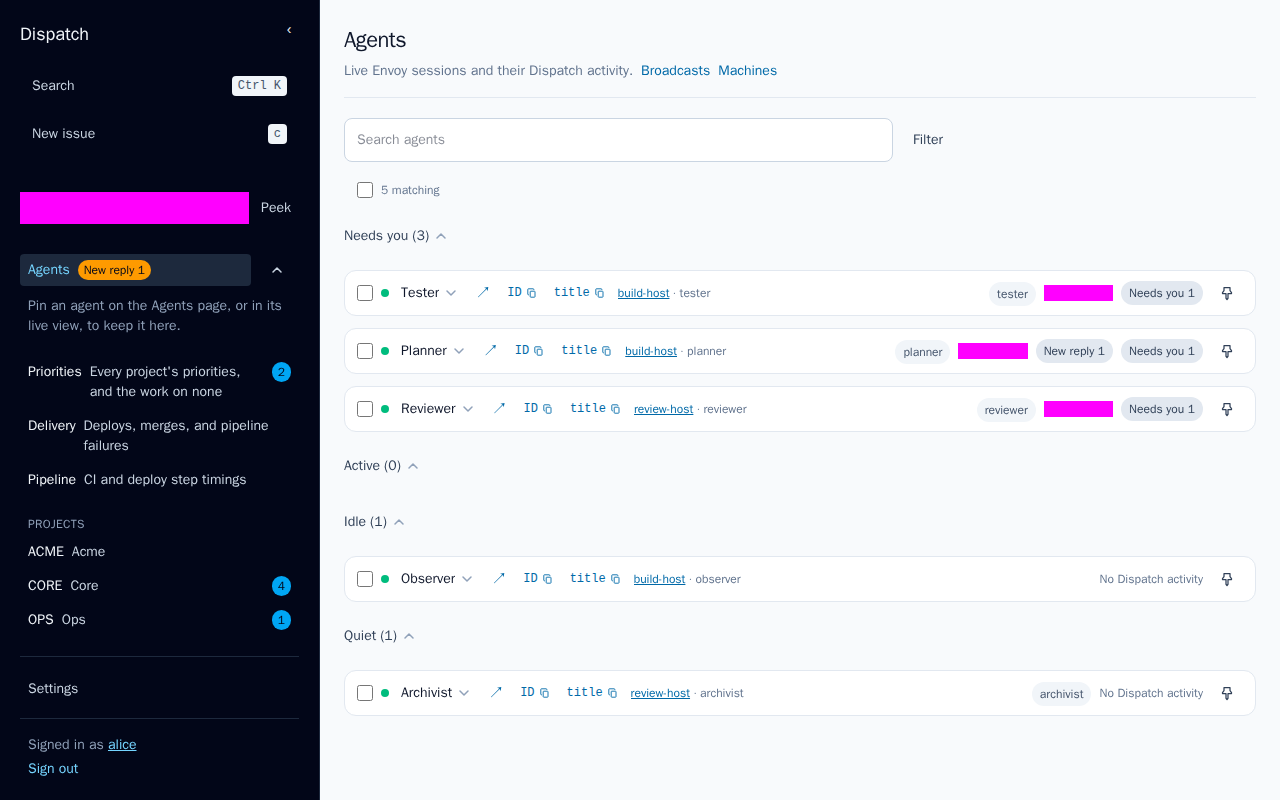 Dispatch
Search Ctrl K
New issue c
Peek
Agents New reply 1
Pin an agent on the Agents page, or in its
live view, to keep it here.
Priorities Every project's priorities,
and the work on none 2
Delivery Deploys, merges, and pipeline
failures
Pipeline CI and deploy step timings
PROJECTS
ACME Acme
CORE Core 4
OPS Ops 1
Settings
Signed in as alice
Sign out
Agents
Live Envoy sessions and their Dispatch activity. Broadcasts Machines
Search agents Filter
5 matching
Needs you (3)
Tester ID title build-host · tester tester Needs you 1
Planner ID title build-host · planner planner New reply 1 Needs you 1
Reviewer ID title review-host · reviewer reviewer Needs you 1
Active (0)
Idle (1)
Observer ID title build-host · observer No Dispatch activity
Quiet (1)
Archivist ID title review-host · archivist archivist No Dispatch activity